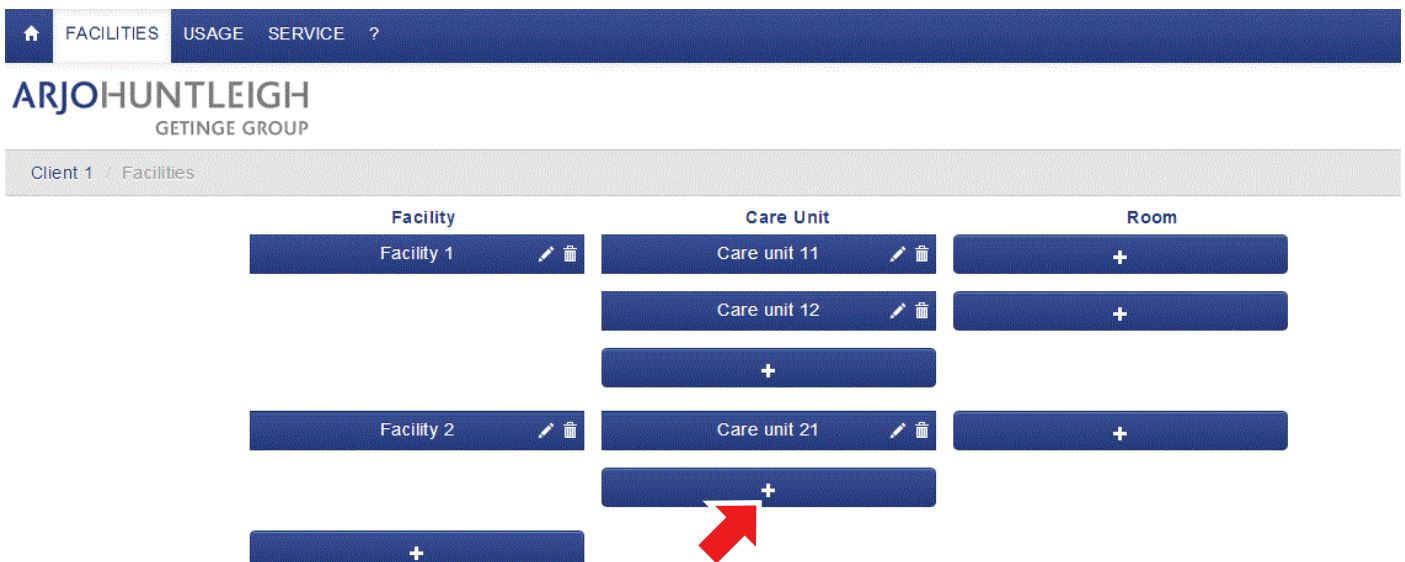 FACILITIES USAGE SERVICE ?
ARJOHUNTLEIGH
GETINGE GROUP
Client 1 / Facilities
Facility Care Unit Room
Facility 1 Care unit 11 +
Care unit 12 +
+
Facility 2 Care unit 21 +
+
+